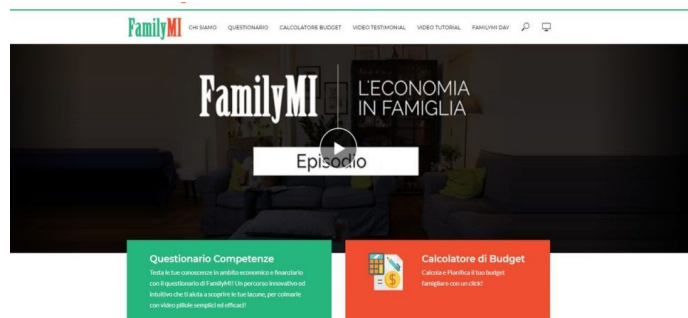 FamilyMI CHI SIAMO QUESTIONARIO CALCOLATORE BUDGET VIDEO TESTIMONIAL VIDEO TUTORIAL FAMILYMI DAY
FamilyMI L'ECONOMIA
IN FAMIGLIA
Episodio
Questionario Competenze
Testa le tue conoscenze in ambito economico e finanziario
con il questionario di FamilyMI! Un percorso innovativo ed
intuitivo che ti aiuta a scoprire le tue lacune, per colmarle
con video pillole semplici ed efficaci!
Calcolatore di Budget
Calcola e Pianifica il tuo budget
famigliare con un click!